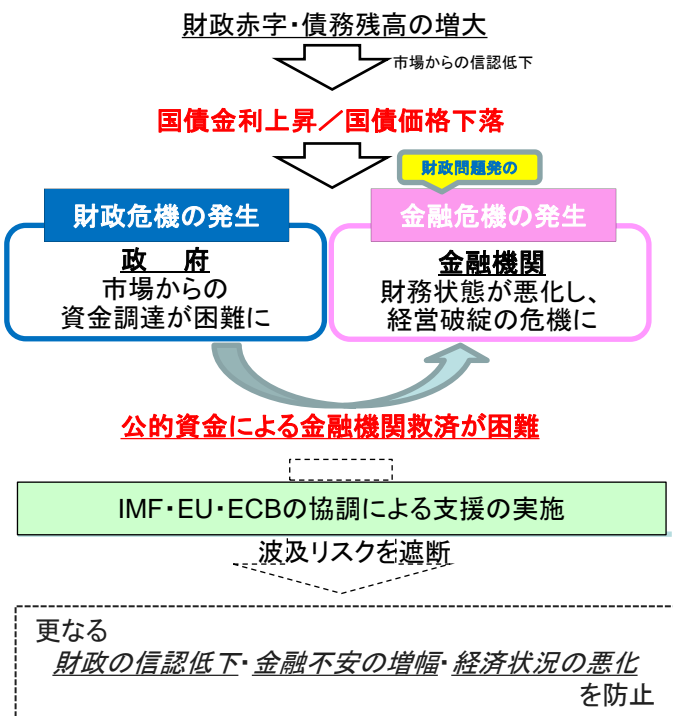 財政赤字・債務残高の増大
市場からの信認低下
国債金利上昇／国債価格下落
財政問題発の
財政危機の発生
金融危機の発生
政　府
市場からの
資金調達が困難に
金融機関
財務状態が悪化し、
経営破綻の危機に
公的資金による金融機関救済が困難
IMF・EU・ECBの協調による支援の実施
波及リスクを遮断
更なる
財政の信認低下・金融不安の増幅・経済状況の悪化
を防止